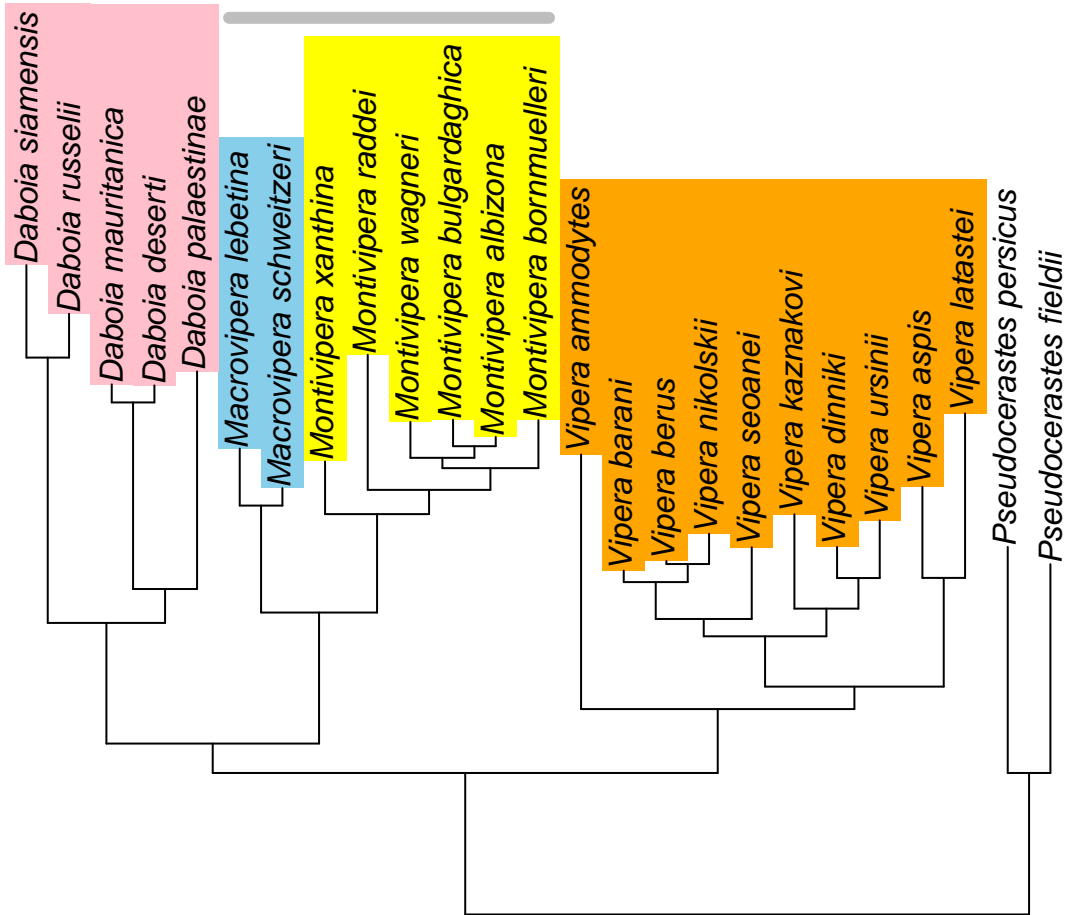 Daboia siamensis
Daboia russelii
Daboia mauritanica
Daboia deserti
Daboia palaestinae
Macrovipera lebetina
Macrovipera schweitzeri
Montivipera xanthina
Montivipera raddei
Montivipera wagneri
Montivipera bulgardaghica
Montivipera albizona
Montivipera bornmuelleri
Vipera ammodytes
Vipera barani
Vipera berus
Vipera nikolskii
Vipera seoanei
Vipera kaznakovi
Vipera dinniki
Vipera ursinii
Vipera aspis
Vipera latastei
Pseudocerastes persicus
Pseudocerastes fieldii